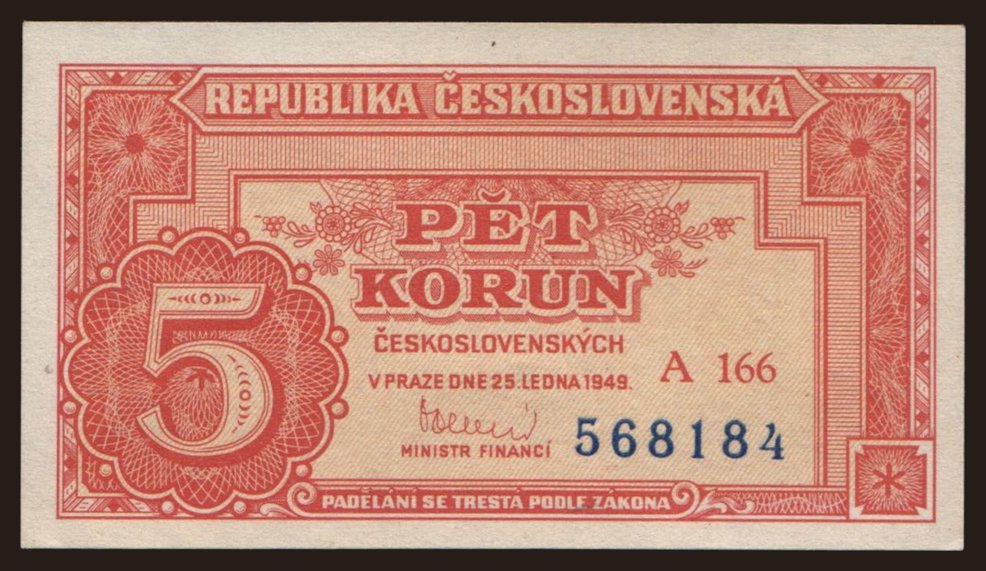 REPUBLIKA ČESKOSLOVENSKÁ
PĚT
KORUN
ČESKOSLOVENSKÝCH
V PRAZE DNE 25. LEDNA 1949.
A 166
5
MINISTR FINANCÍ
568184
PADĚLÁNÍ SE TRESTÁ PODLE ZÁKONA